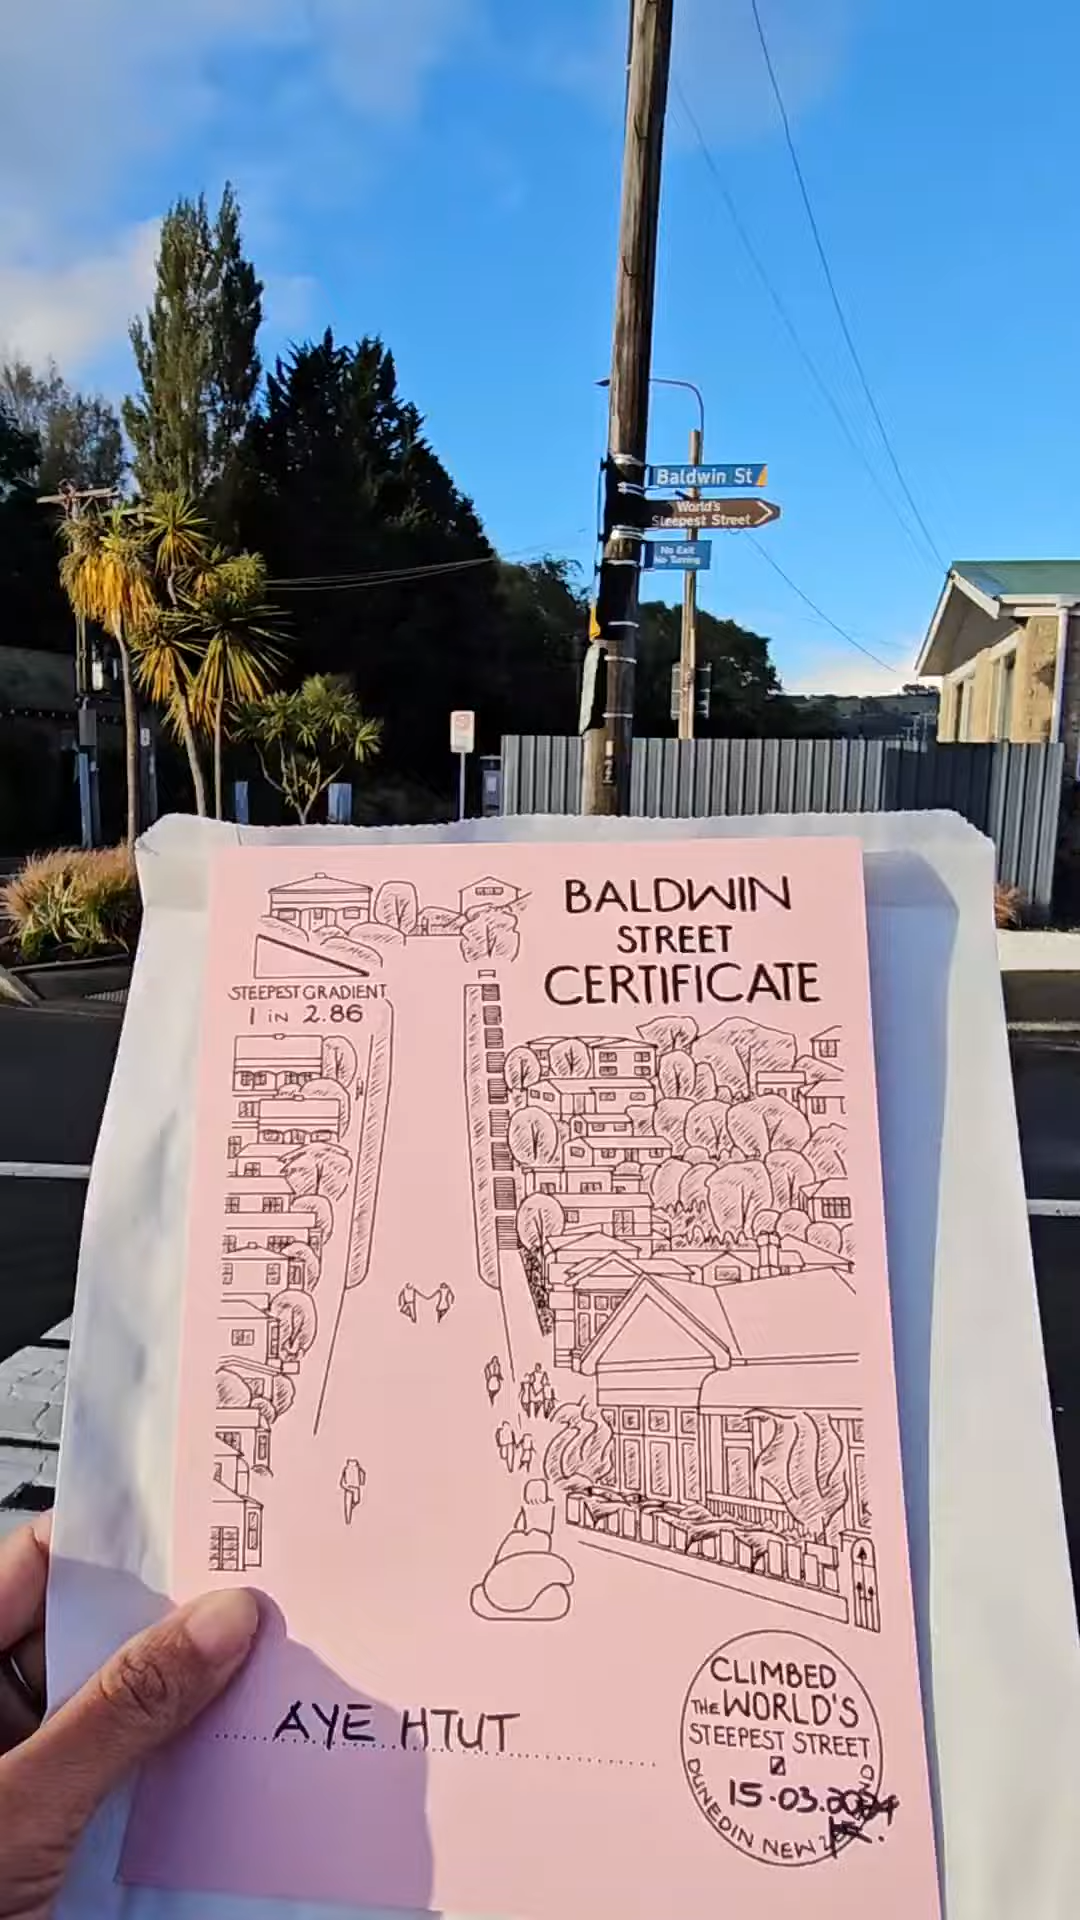 Baldwin St
World's
Steepest Street
No Exit
No Turning
BALDWIN
STREET
CERTIFICATE
STEEPEST GRADIENT
1 IN 2.86
AYE HTUT
CLIMBED
THE WORLD'S
STEEPEST STREET
15.03.2024
DUNEDIN NEW